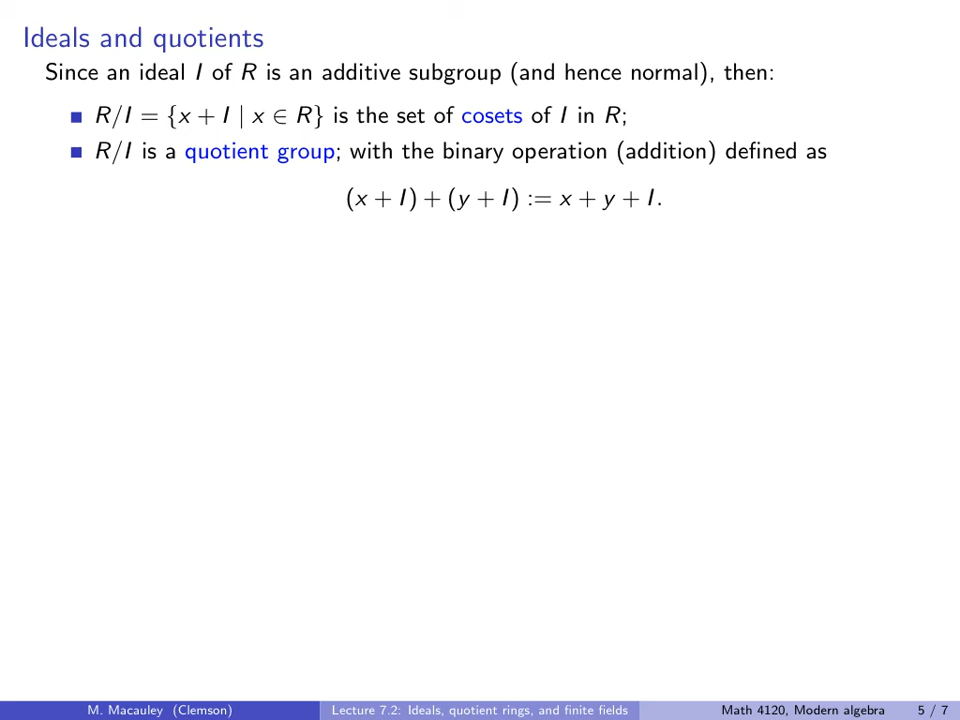 Ideals and quotients
Since an ideal I of R is an additive subgroup (and hence normal), then:
R/I = {x + I | x ∈ R} is the set of cosets of I in R;
R/I is a quotient group; with the binary operation (addition) defined as
(x + I) + (y + I) := x + y + I.
M. Macauley (Clemson) Lecture 7.2: Ideals, quotient rings, and finite fields Math 4120, Modern algebra 5 / 7